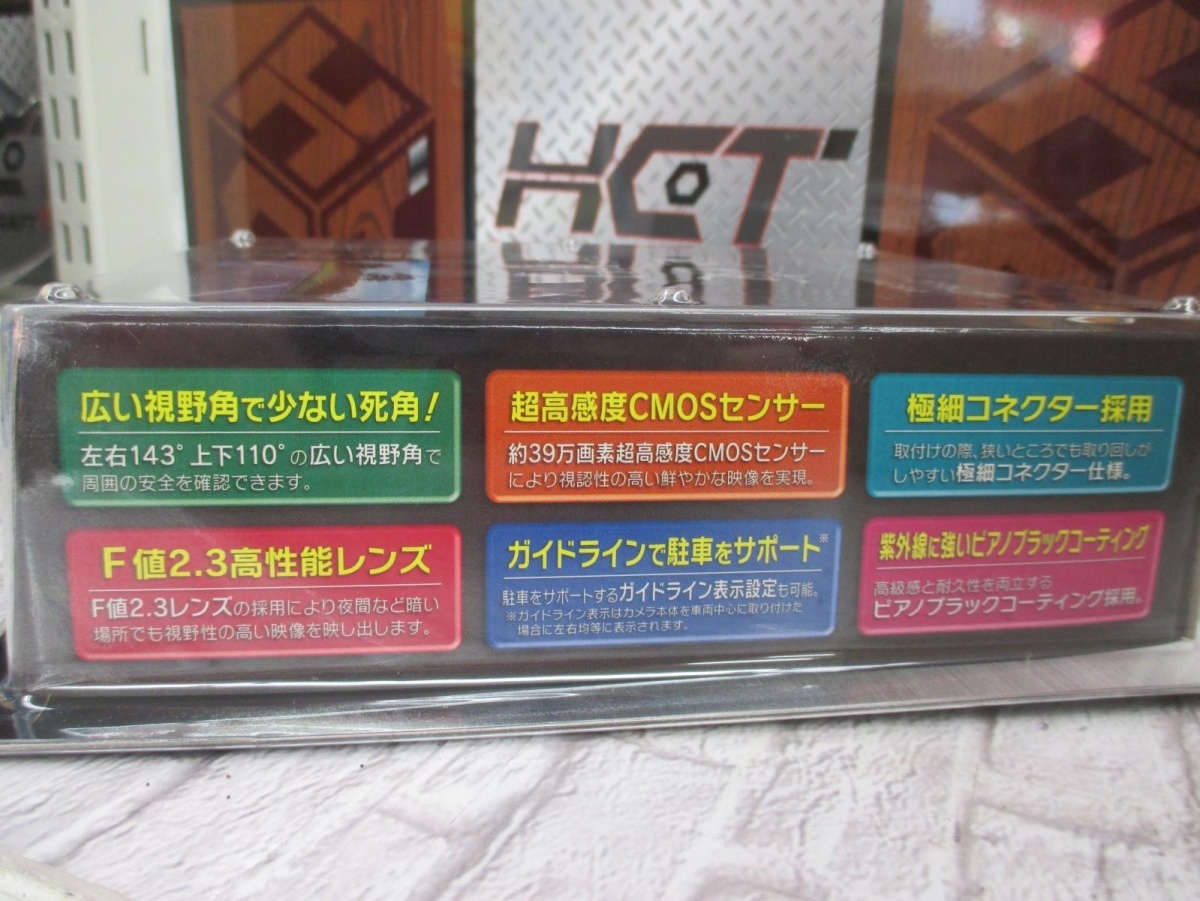 HCT
広い視野角で少ない死角!
左右143°上下110°の広い視野角で
周囲の安全を確認できます。
超高感度CMOSセンサー
約39万画素超高感度CMOSセンサー
により視認性の高い鮮やかな映像を実現。
極細コネクター採用
取付けの際、狭いところでも取り回しが
しやすい極細コネクター仕様。
F値2.3高性能レンズ
F値2.3レンズの採用により夜間など暗い
場所でも視野性の高い映像を映し出します。
ガイドラインで駐車をサポート※
駐車をサポートするガイドライン表示設定も可能。
※ガイドライン表示はカメラ本体を車両中心に取り付けた
場合に左右均等に表示されます。
紫外線に強いピアノブラックコーティング
高級感と耐久性を両立する
ピアノブラックコーティング採用。